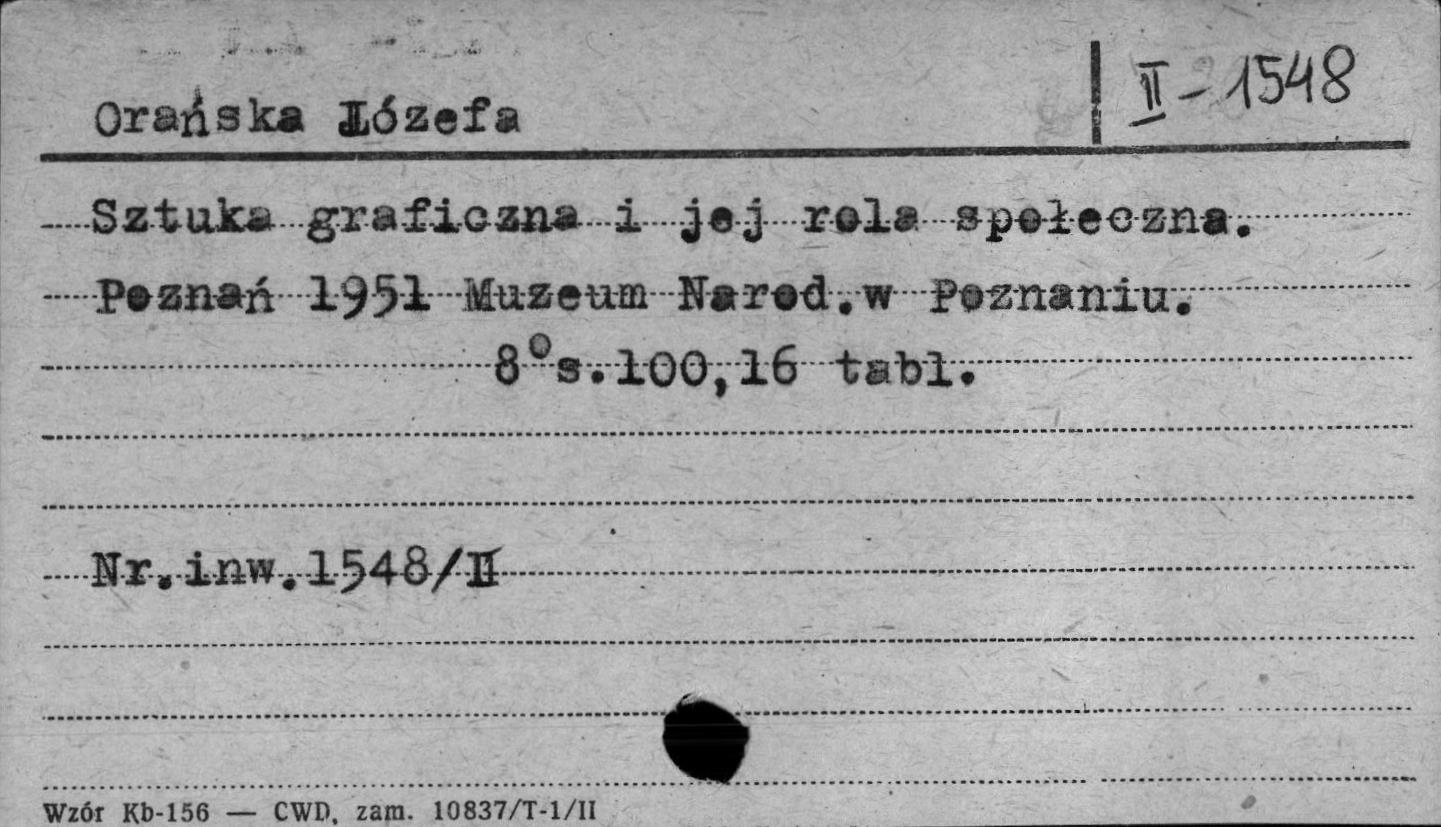 Orańska Józefa
II - 1548
Sztuka graficzna i jej rola społeczna.
Poznań 1951 Muzeum Narod.w Poznaniu.
8° s.100,16 tabl.
Nr.inw.1548/II
Wzór Kb-156 — CWD, zam. 10837/T-1/II